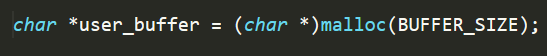 char *user_buffer = (char *)malloc(BUFFER_SIZE);